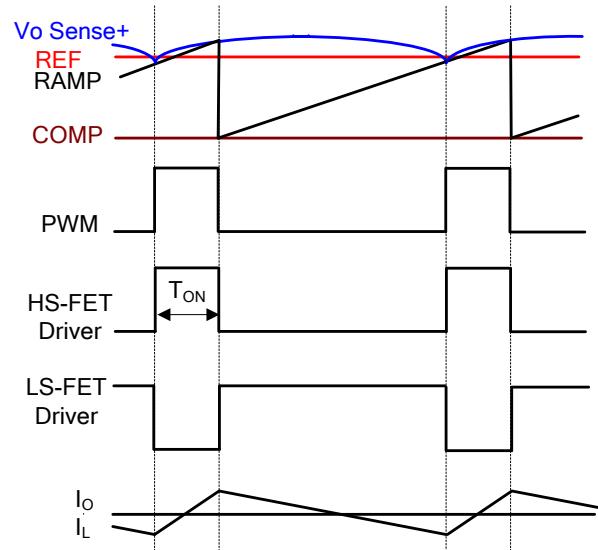 Vo Sense+
REF
RAMP
COMP
PWM
HS-FET
Driver
TON
LS-FET
Driver
IO
IL